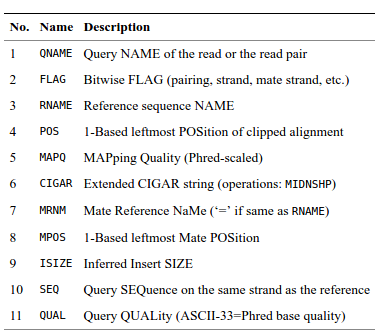 No. Name Description
1 QNAME Query NAME of the read or the read pair
2 FLAG Bitwise FLAG (pairing, strand, mate strand, etc.)
3 RNAME Reference sequence NAME
4 POS 1-Based leftmost POSition of clipped alignment
5 MAPQ MAPping Quality (Phred-scaled)
6 CIGAR Extended CIGAR string (operations: MIDNSHP)
7 MRNM Mate Reference NaMe (‘=’ if same as RNAME)
8 MPOS 1-Based leftmost Mate POSition
9 ISIZE Inferred Insert SIZE
10 SEQ Query SEQuence on the same strand as the reference
11 QUAL Query QUALity (ASCII-33=Phred base quality)